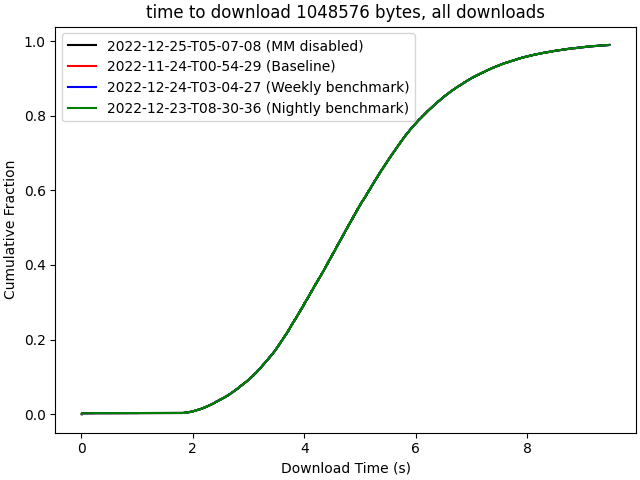 time to download 1048576 bytes, all downloads
2022-12-25-T05-07-08 (MM disabled)
2022-11-24-T00-54-29 (Baseline)
2022-12-24-T03-04-27 (Weekly benchmark)
2022-12-23-T08-30-36 (Nightly benchmark)
Cumulative Fraction
1.0
0.8
0.6
0.4
0.2
0.0
0 2 4 6 8
Download Time (s)